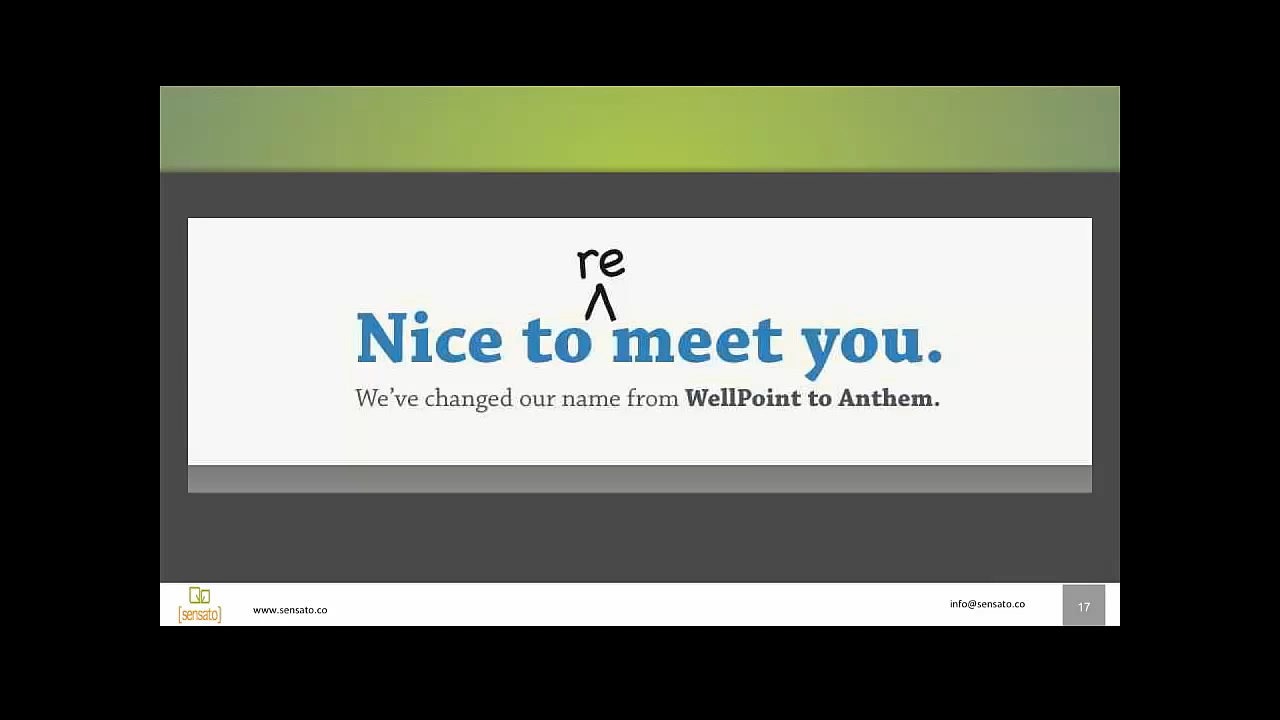 re
^
Nice to meet you.
We've changed our name from WellPoint to Anthem.
[sensato]
www.sensato.co
info@sensato.co
17